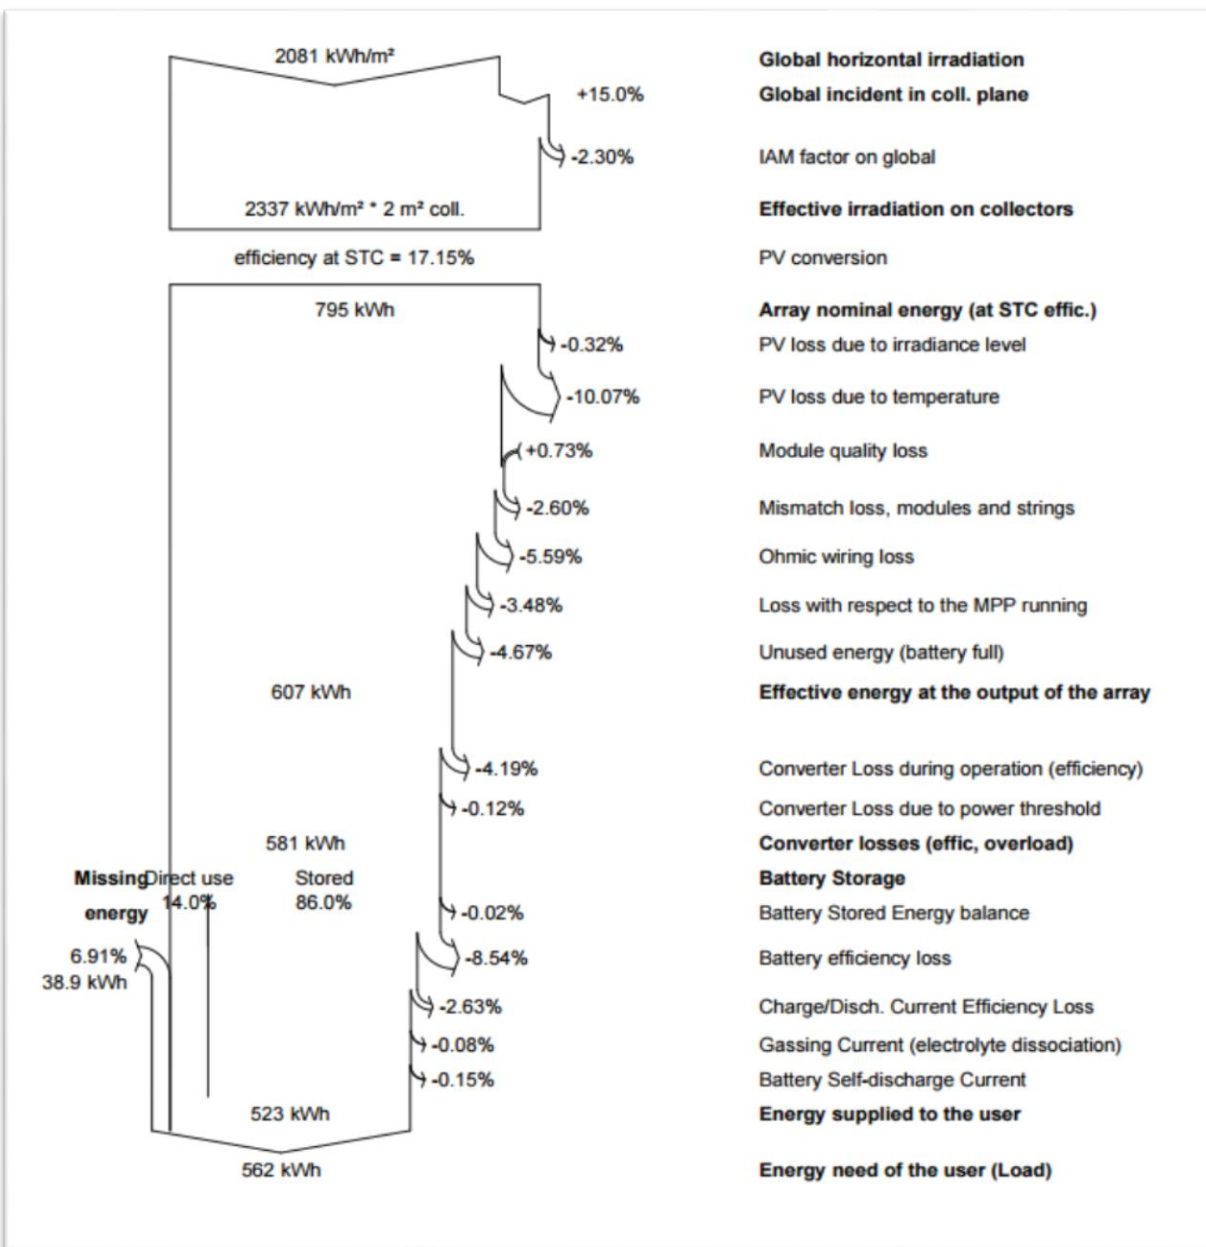 2081 kWh/m² Global horizontal irradiation
+15.0% Global incident in coll. plane
-2.30% IAM factor on global
2337 kWh/m² * 2 m² coll. Effective irradiation on collectors
efficiency at STC = 17.15% PV conversion
795 kWh Array nominal energy (at STC effic.)
-0.32% PV loss due to irradiance level
-10.07% PV loss due to temperature
+0.73% Module quality loss
-2.60% Mismatch loss, modules and strings
-5.59% Ohmic wiring loss
-3.48% Loss with respect to the MPP running
-4.67% Unused energy (battery full)
607 kWh Effective energy at the output of the array
-4.19% Converter Loss during operation (efficiency)
-0.12% Converter Loss due to power threshold
581 kWh Converter losses (effic, overload)
Missing Direct use Stored Battery Storage
energy 14.0% 86.0%
-0.02% Battery Stored Energy balance
6.91% -8.54% Battery efficiency loss
38.9 kWh
-2.63% Charge/Disch. Current Efficiency Loss
-0.08% Gassing Current (electrolyte dissociation)
-0.15% Battery Self-discharge Current
523 kWh Energy supplied to the user
562 kWh Energy need of the user (Load)